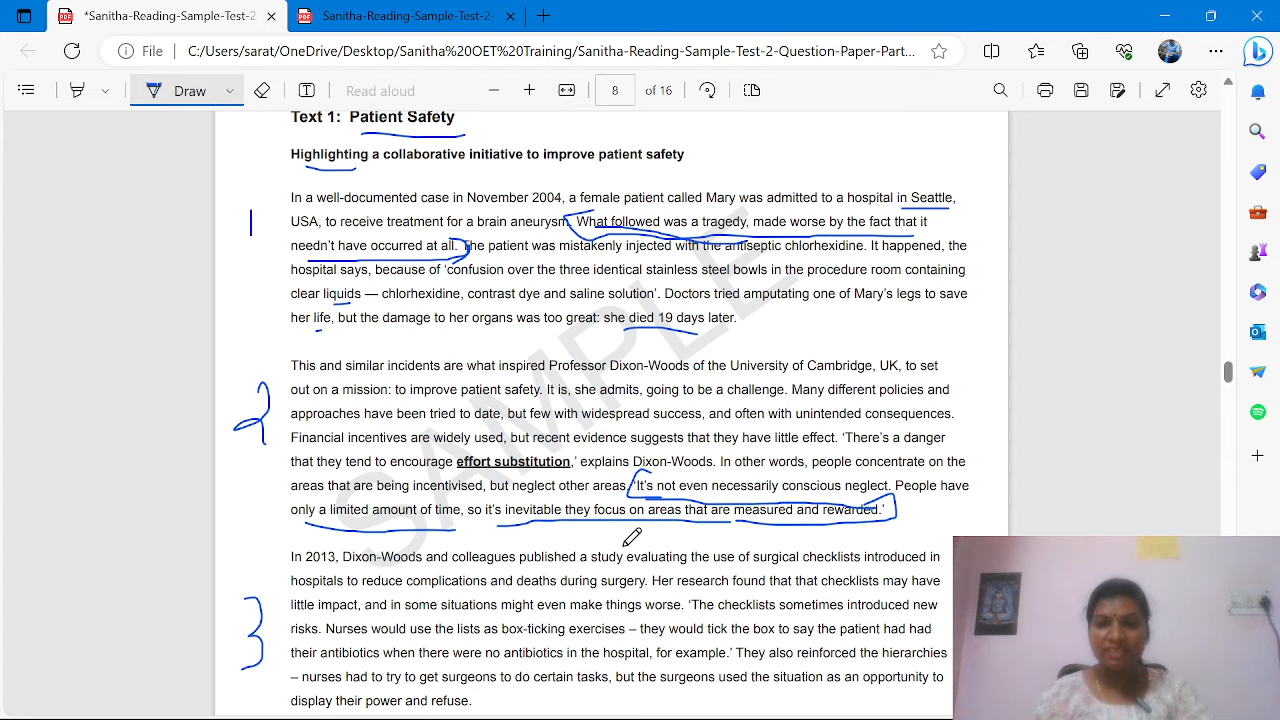 *Sanitha-Reading-Sample-Test-2-
Sanitha-Reading-Sample-Test-2-
File
C:/Users/sarat/OneDrive/Desktop/Sanitha%20OET%20Training/Sanitha-Reading-Sample-Test-2-Question-Paper-Part...
Draw
Read aloud
8
of 16
Text 1: Patient Safety
Highlighting a collaborative initiative to improve patient safety
1
In a well-documented case in November 2004, a female patient called Mary was admitted to a hospital in Seattle,
USA, to receive treatment for a brain aneurysm. What followed was a tragedy, made worse by the fact that it
needn't have occurred at all. The patient was mistakenly injected with the antiseptic chlorhexidine. It happened, the
hospital says, because of 'confusion over the three identical stainless steel bowls in the procedure room containing
clear liquids — chlorhexidine, contrast dye and saline solution'. Doctors tried amputating one of Mary's legs to save
her life, but the damage to her organs was too great: she died 19 days later.
2
This and similar incidents are what inspired Professor Dixon-Woods of the University of Cambridge, UK, to set
out on a mission: to improve patient safety. It is, she admits, going to be a challenge. Many different policies and
approaches have been tried to date, but few with widespread success, and often with unintended consequences.
Financial incentives are widely used, but recent evidence suggests that they have little effect. 'There's a danger
that they tend to encourage effort substitution,' explains Dixon-Woods. In other words, people concentrate on the
areas that are being incentivised, but neglect other areas. 'It's not even necessarily conscious neglect. People have
only a limited amount of time, so it's inevitable they focus on areas that are measured and rewarded.'
3
In 2013, Dixon-Woods and colleagues published a study evaluating the use of surgical checklists introduced in
hospitals to reduce complications and deaths during surgery. Her research found that that checklists may have
little impact, and in some situations might even make things worse. 'The checklists sometimes introduced new
risks. Nurses would use the lists as box-ticking exercises – they would tick the box to say the patient had had
their antibiotics when there were no antibiotics in the hospital, for example.' They also reinforced the hierarchies
– nurses had to try to get surgeons to do certain tasks, but the surgeons used the situation as an opportunity to
display their power and refuse.
SAMPLE